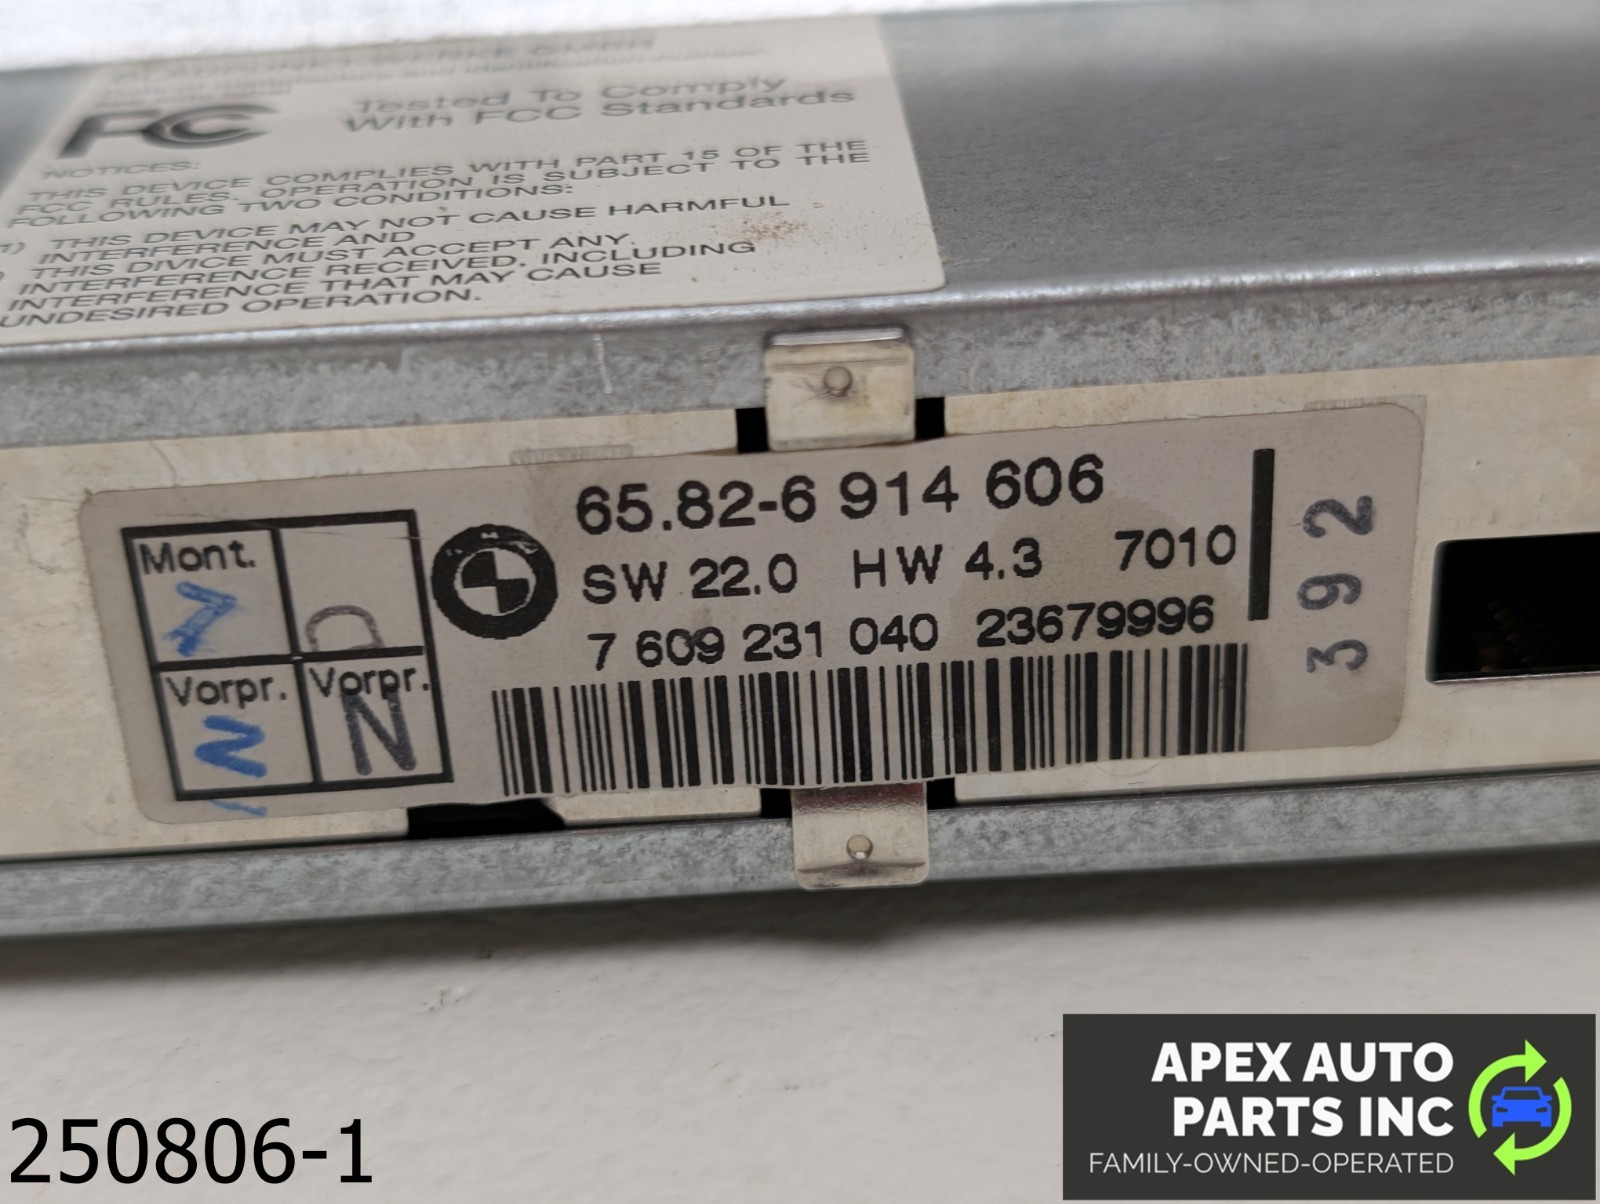 FC
Tested To Comply
With FCC Standards
NOTICES:
THIS DEVICE COMPLIES WITH PART 15 OF THE
FCC RULES. OPERATION IS SUBJECT TO THE
FOLLOWING TWO CONDITIONS:
1) THIS DEVICE MAY NOT CAUSE HARMFUL
INTERFERENCE AND
) THIS DIVICE MUST ACCEPT ANY
INTERFERENCE RECEIVED, INCLUDING
INTERFERENCE THAT MAY CAUSE
UNDESIRED OPERATION.
Mont.
D
Vorpr. Vorpr.
N N
65.82-6 914 606
SW 22.0 HW 4.3 7010
7 609 231 040 23679996
392
250806-1
APEX AUTO
PARTS INC
FAMILY-OWNED-OPERATED